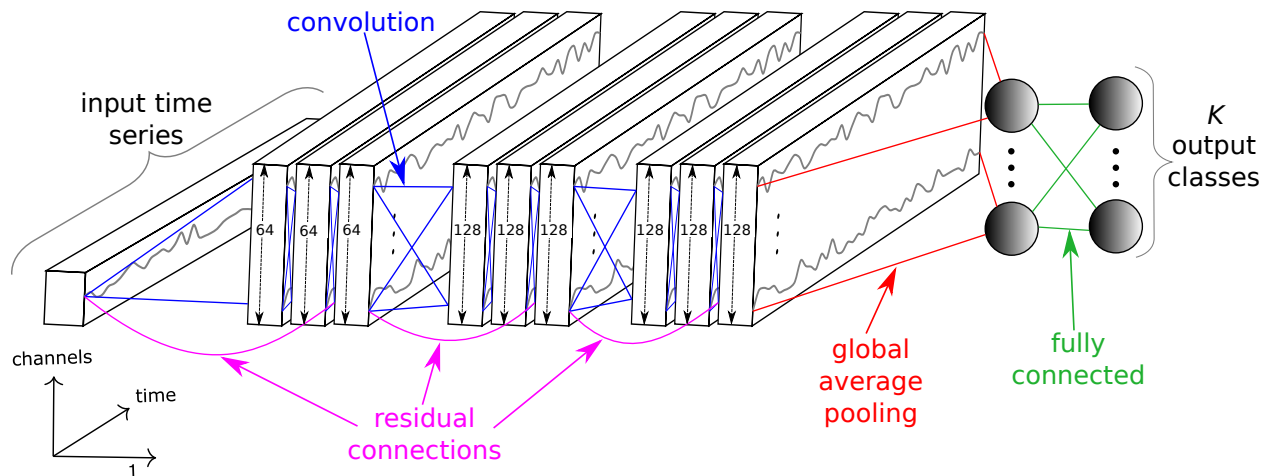 convolution
input time
series
K
output
classes
64
64
64
128
128
128
128
128
128
channels
time
1
residual
connections
global
average
pooling
fully
connected